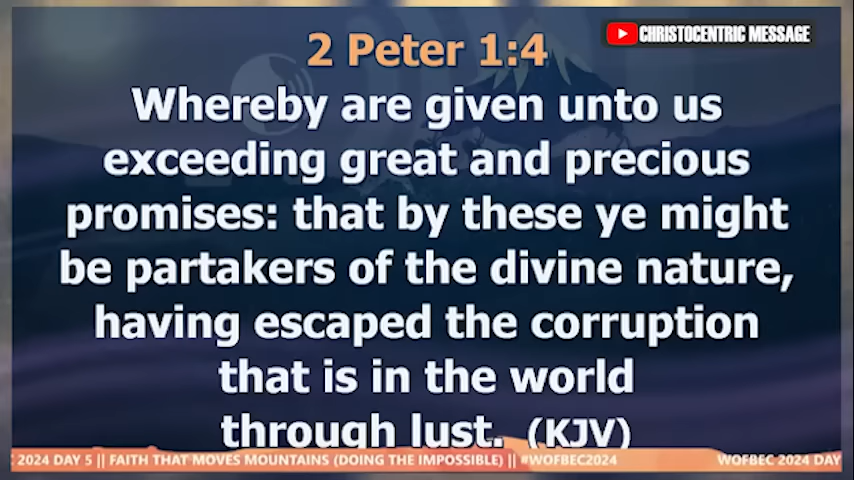 2 Peter 1:4
CHRISTOCENTRIC MESSAGE
Whereby are given unto us
exceeding great and precious
promises: that by these ye might
be partakers of the divine nature,
having escaped the corruption
that is in the world
through lust. (KJV)
2024 DAY 5 || FAITH THAT MOVES MOUNTAINS (DOING THE IMPOSSIBLE) || #WOFBEC2024 WOFBEC 2024 DAY